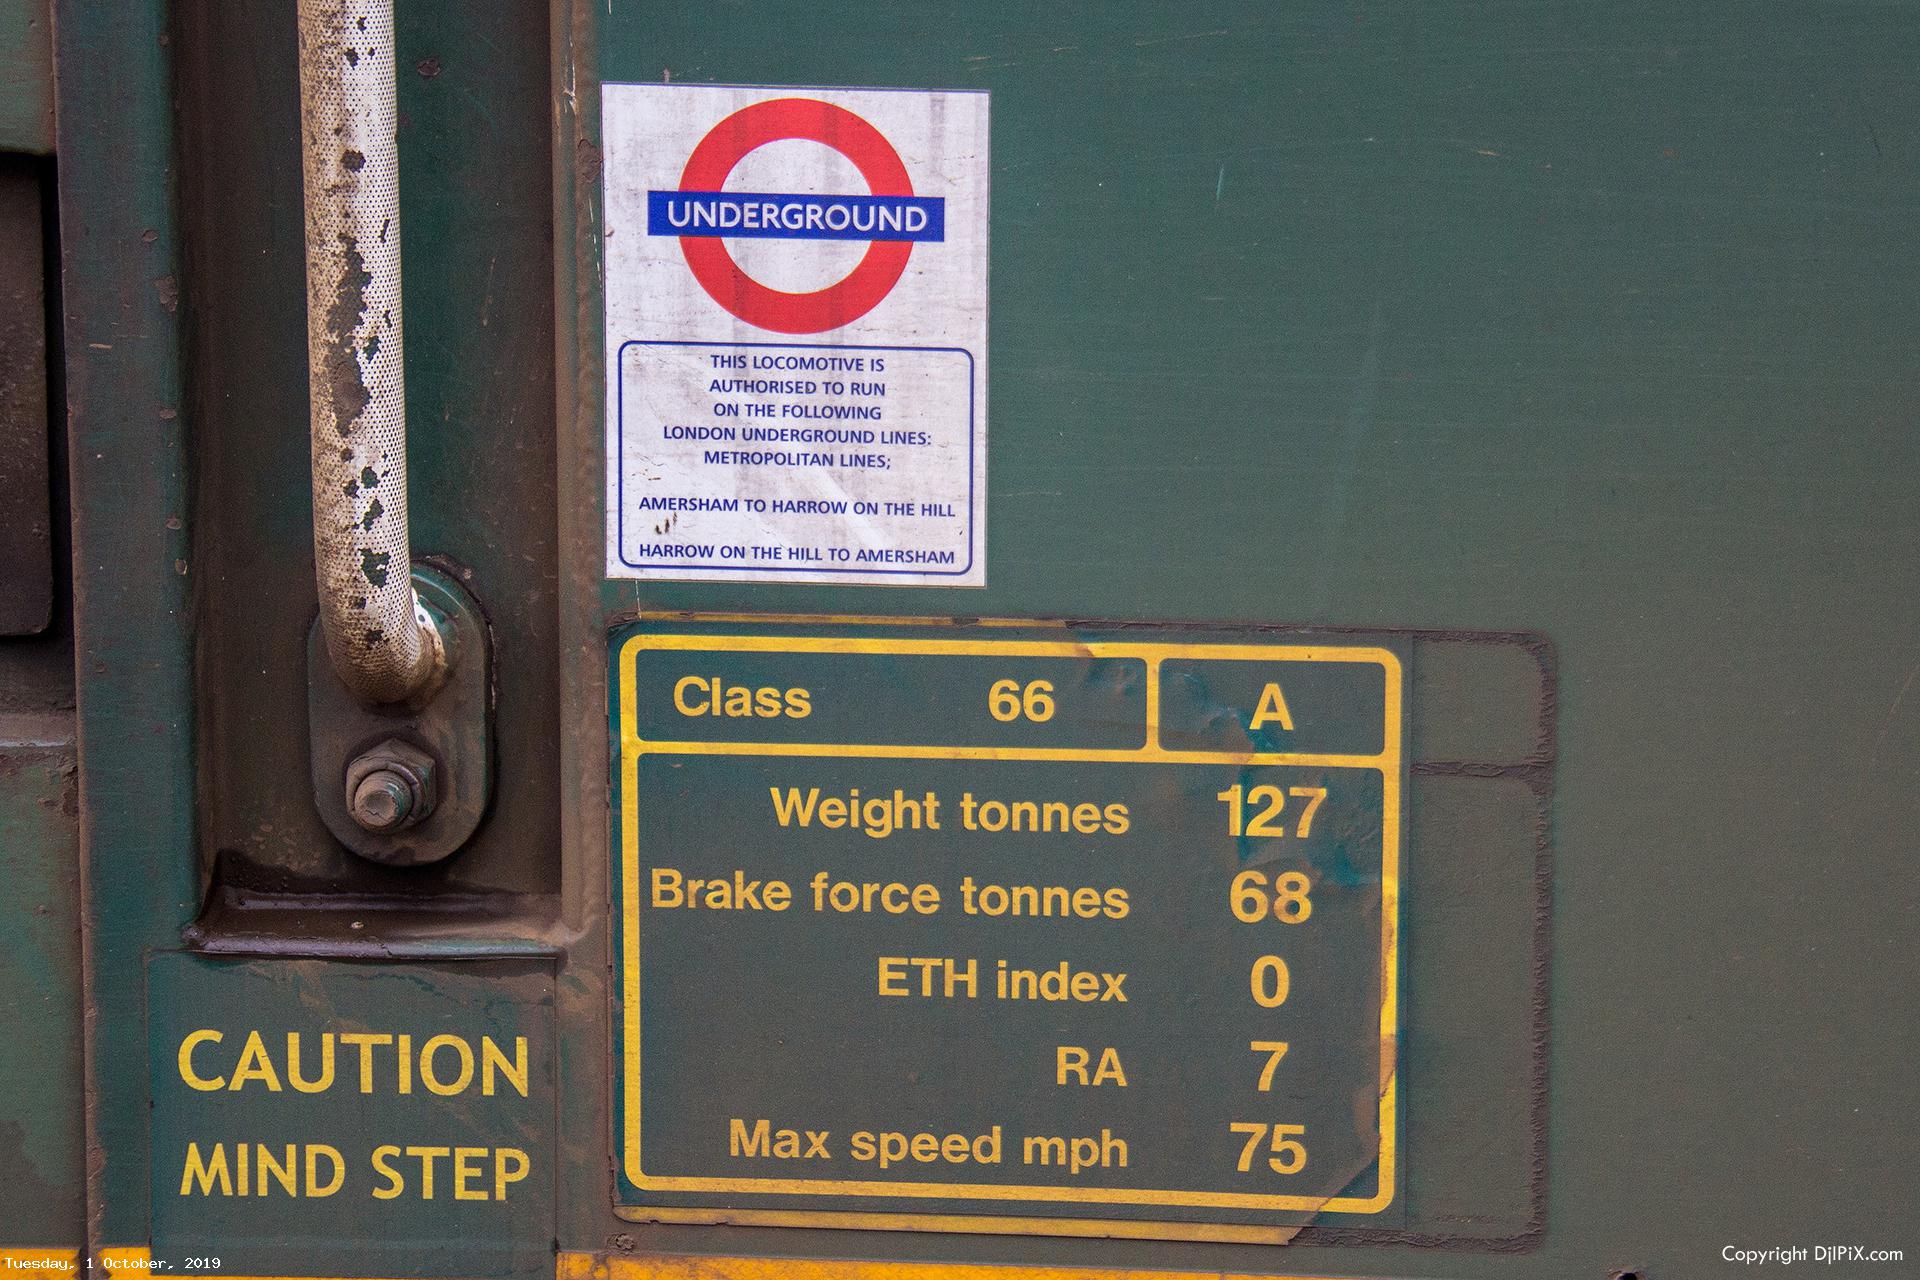 UNDERGROUND
THIS LOCOMOTIVE IS
AUTHORISED TO RUN
ON THE FOLLOWING
LONDON UNDERGROUND LINES:
METROPOLITAN LINES;
AMERSHAM TO HARROW ON THE HILL
HARROW ON THE HILL TO AMERSHAM
Class 66 A
Weight tonnes 127
Brake force tonnes 68
ETH index 0
RA 7
Max speed mph 75
CAUTION
MIND STEP
Tuesday, 1 October, 2019
Copyright DjlPiX.com